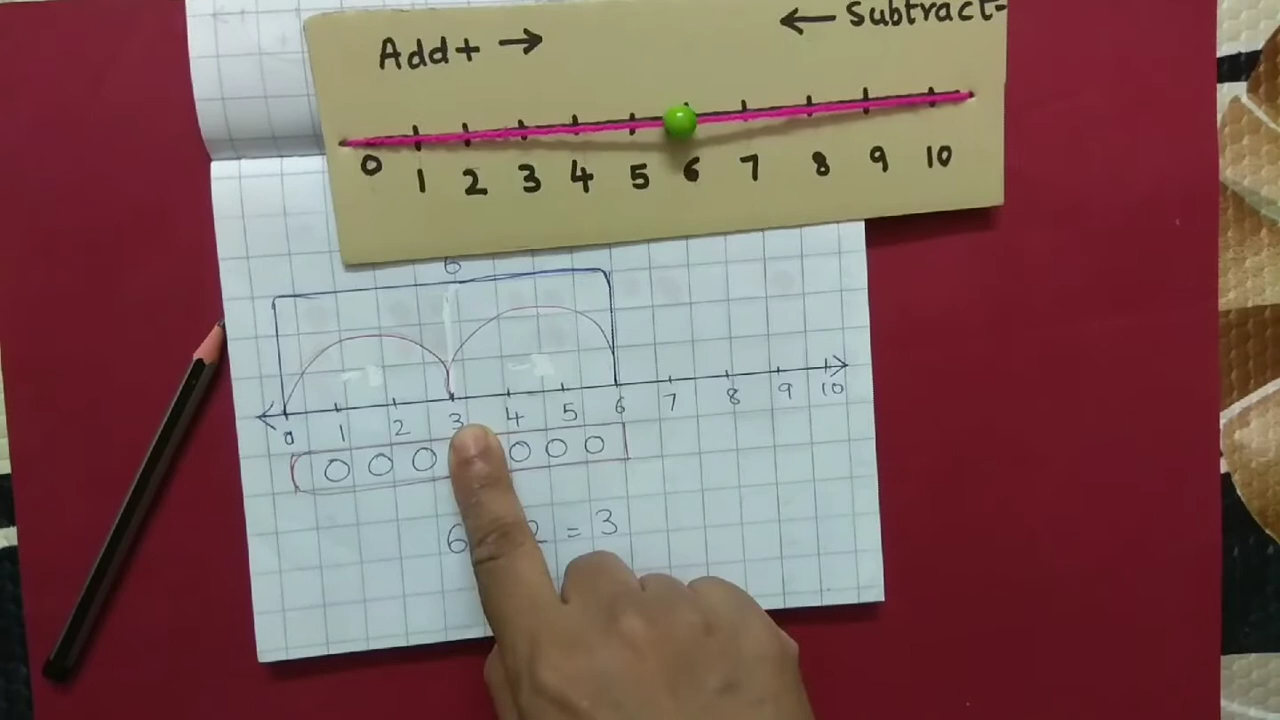 Add+ → ← Subtract-
0 1 2 3 4 5 6 7 8 9 10
6
0 1 2 3 4 5 6 7 8 9 10
6 2 = 3